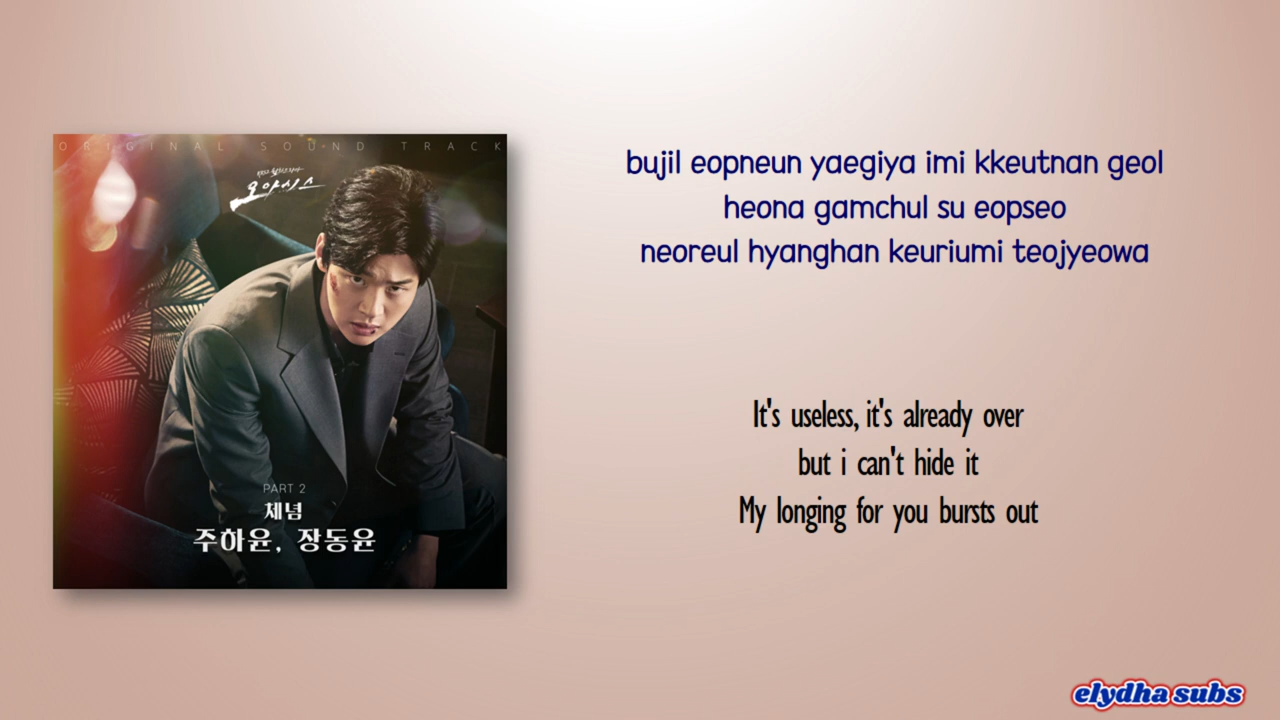 ORIGINAL SOUND TRACK
오아시스
PART 2
체념
주하윤, 장동윤
bujil eopneun yaegiya imi kkeutnan geol
heona gamchul su eopseo
neoreul hyanghan keuriumi teojyeowa
It's useless, it's already over
but i can't hide it
My longing for you bursts out
elydha subs